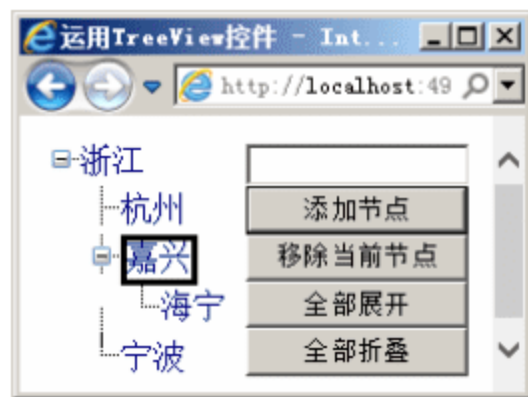 运用TreeView控件 - Int...
http://localhost:49
浙江
杭州
添加节点
嘉兴
移除当前节点
海宁
全部展开
宁波
全部折叠